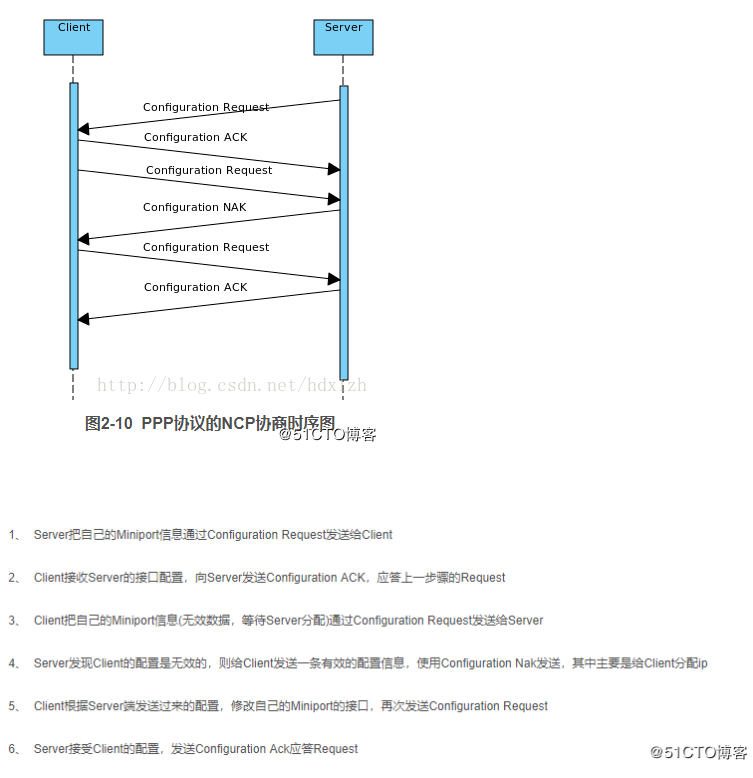 Client
Server
Configuration Request
Configuration ACK
Configuration Request
Configuration NAK
Configuration Request
Configuration ACK
图2-10 PPP协议的NCP协商时序图
@51CTO博客
1、 Server把自己的Miniport信息通过Configuration Request发送给Client
2、 Client接收Server的接口配置，向Server发送Configuration ACK，应答上一步骤的Request
3、 Client把自己的Miniport信息(无效数据，等待Server分配)通过Configuration Request发送给Server
4、 Server发现Client的配置是无效的，则给Client发送一条有效的配置信息，使用Configuration Nak发送，其中主要是给Client分配ip
5、 Client根据Server端发送过来的配置，修改自己的Miniport的接口，再次发送Configuration Request
6、 Server接受Client的配置，发送Configuration Ack应答Request
@51CTO博客